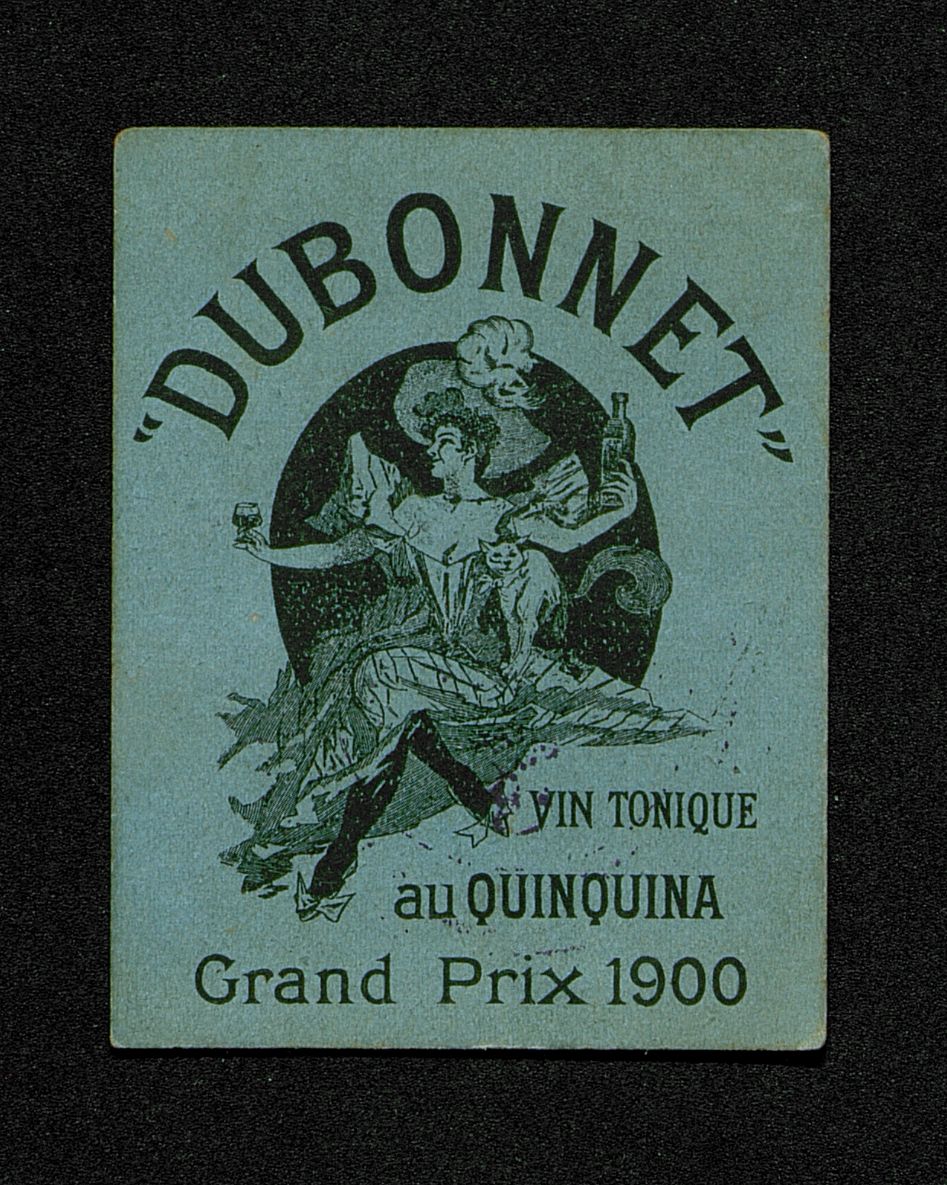 "DUBONNET"
VIN TONIQUE
au QUINQUINA
Grand Prix 1900